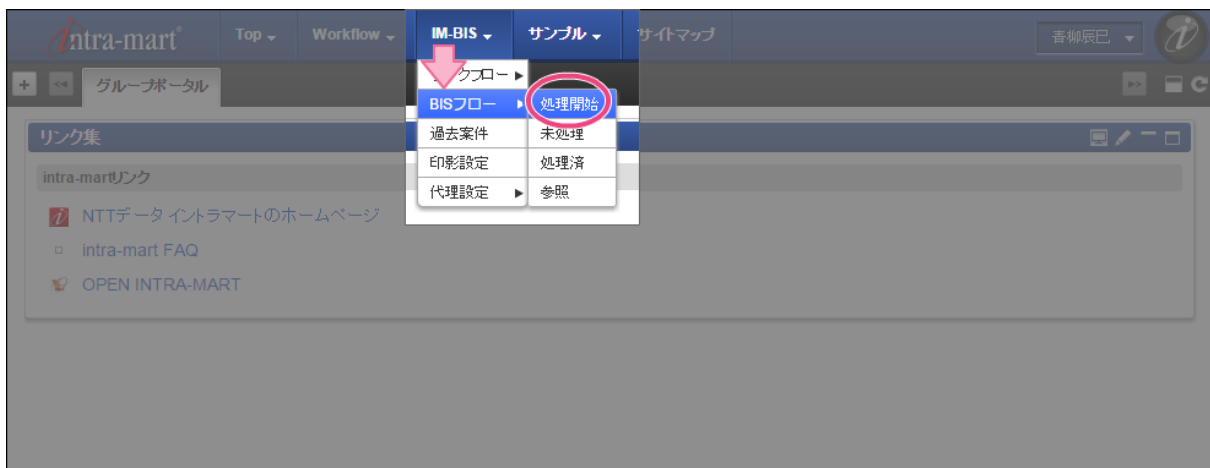 intra-mart® Top Workflow IM-BIS サンプル サイトマップ 青柳辰巳
グループポータル
BISフロー 処理開始
リンク集
過去案件 未処理
印影設定 処理済
intra-martリンク
代理設定 参照
NTTデータ イントラマートのホームページ
intra-mart FAQ
OPEN INTRA-MART